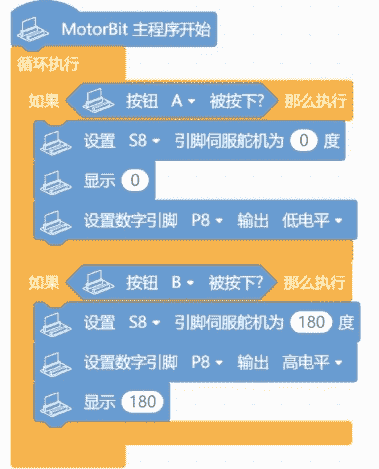 MotorBit 主程序开始
循环执行
如果 按钮 A 被按下? 那么执行
设置 S8 引脚伺服舵机为 0 度
显示 0
设置数字引脚 P8 输出 低电平
如果 按钮 B 被按下? 那么执行
设置 S8 引脚伺服舵机为 180 度
设置数字引脚 P8 输出 高电平
显示 180